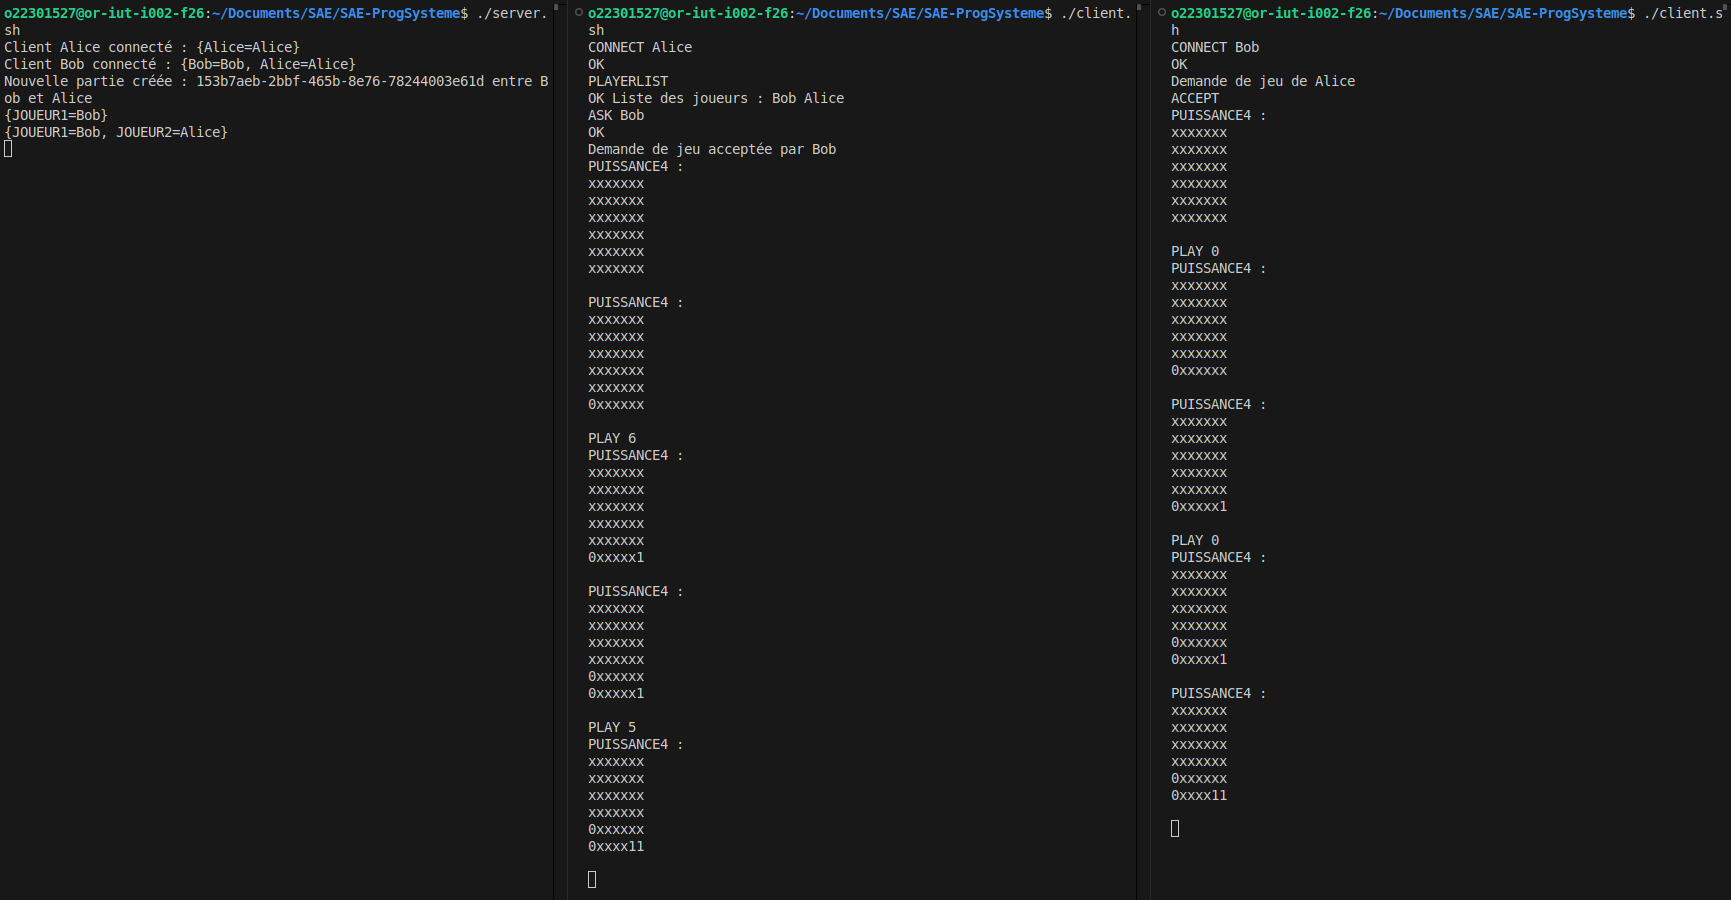 o22301527@or-iut-i002-f26:~/Documents/SAE/SAE-ProgSysteme$ ./server.
sh
Client Alice connecté : {Alice=Alice}
Client Bob connecté : {Bob=Bob, Alice=Alice}
Nouvelle partie créée : 153b7aeb-2bbf-465b-8e76-78244003e61d entre B
ob et Alice
{JOUEUR1=Bob}
{JOUEUR1=Bob, JOUEUR2=Alice}
o22301527@or-iut-i002-f26:~/Documents/SAE/SAE-ProgSysteme$ ./client.
sh
CONNECT Alice
OK
PLAYERLIST
OK Liste des joueurs : Bob Alice
ASK Bob
OK
Demande de jeu acceptée par Bob
PUISSANCE4 :
xxxxxxx
xxxxxxx
xxxxxxx
xxxxxxx
xxxxxxx
xxxxxxx
PUISSANCE4 :
xxxxxxx
xxxxxxx
xxxxxxx
xxxxxxx
xxxxxxx
0xxxxxx
PLAY 6
PUISSANCE4 :
xxxxxxx
xxxxxxx
xxxxxxx
xxxxxxx
xxxxxxx
0xxxxx1
PUISSANCE4 :
xxxxxxx
xxxxxxx
xxxxxxx
xxxxxxx
0xxxxxx
0xxxxx1
PLAY 5
PUISSANCE4 :
xxxxxxx
xxxxxxx
xxxxxxx
xxxxxxx
0xxxxxx
0xxxx11
o22301527@or-iut-i002-f26:~/Documents/SAE/SAE-ProgSysteme$ ./client.s
h
CONNECT Bob
OK
Demande de jeu de Alice
ACCEPT
PUISSANCE4 :
xxxxxxx
xxxxxxx
xxxxxxx
xxxxxxx
xxxxxxx
xxxxxxx
PLAY 0
PUISSANCE4 :
xxxxxxx
xxxxxxx
xxxxxxx
xxxxxxx
xxxxxxx
0xxxxxx
PUISSANCE4 :
xxxxxxx
xxxxxxx
xxxxxxx
xxxxxxx
xxxxxxx
0xxxxx1
PLAY 0
PUISSANCE4 :
xxxxxxx
xxxxxxx
xxxxxxx
xxxxxxx
0xxxxxx
0xxxxx1
PUISSANCE4 :
xxxxxxx
xxxxxxx
xxxxxxx
xxxxxxx
0xxxxxx
0xxxx11